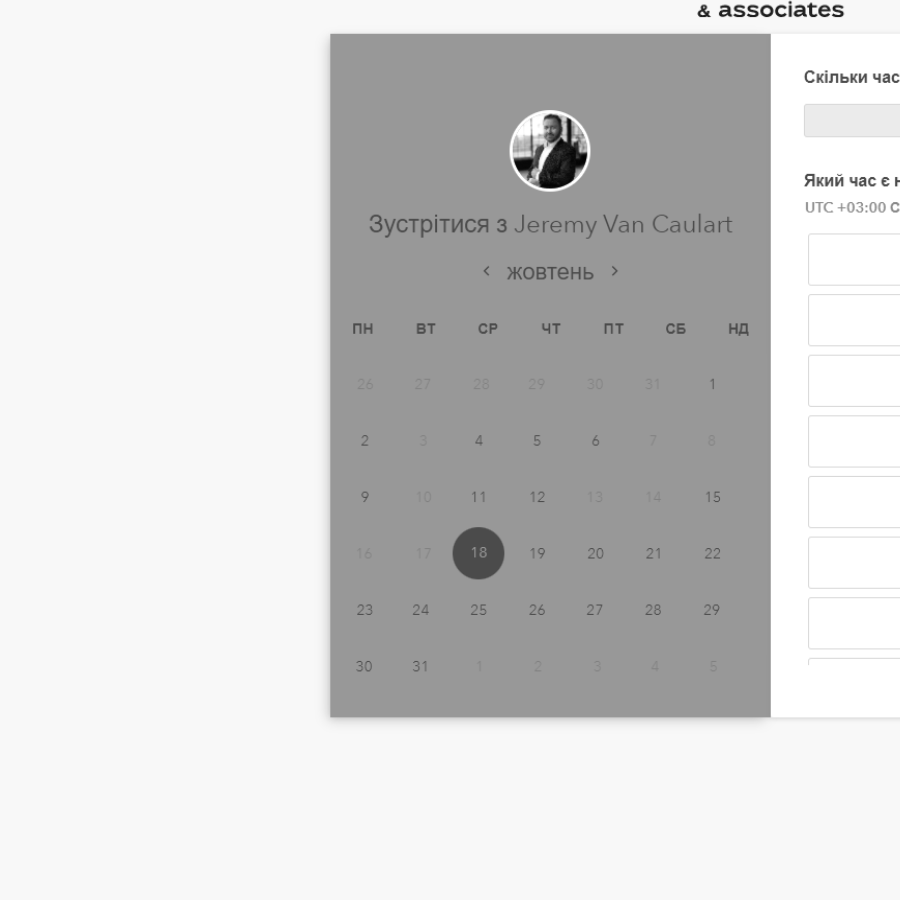 & associates
Скільки час
Зустрітися з Jeremy Van Caulart
жовтень
ПН ВТ СР ЧТ ПТ СБ НД
26 27 28 29 30 31 1
2 3 4 5 6 7 8
9 10 11 12 13 14 15
16 17 18 19 20 21 22
23 24 25 26 27 28 29
30 31 1 2 3 4 5
Який час є н
UTC +03:00 С